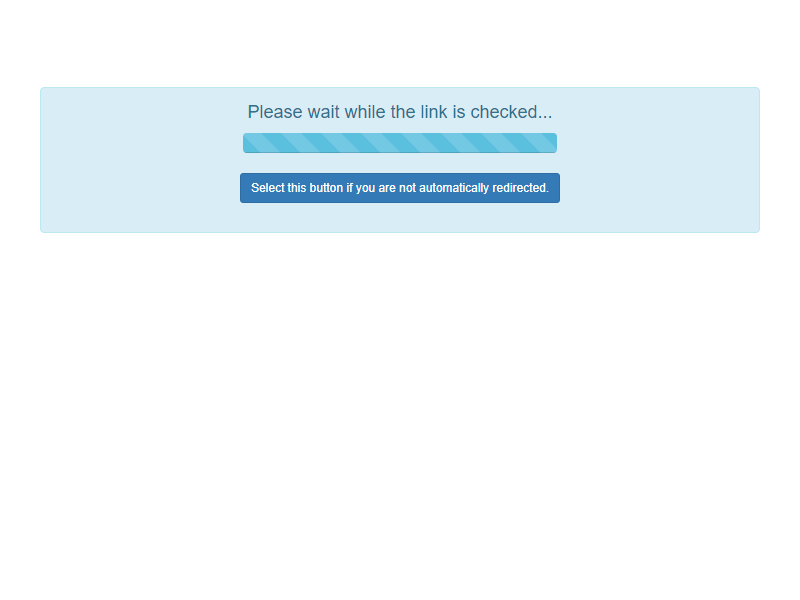 Please wait while the link is checked...
Select this button if you are not automatically redirected.